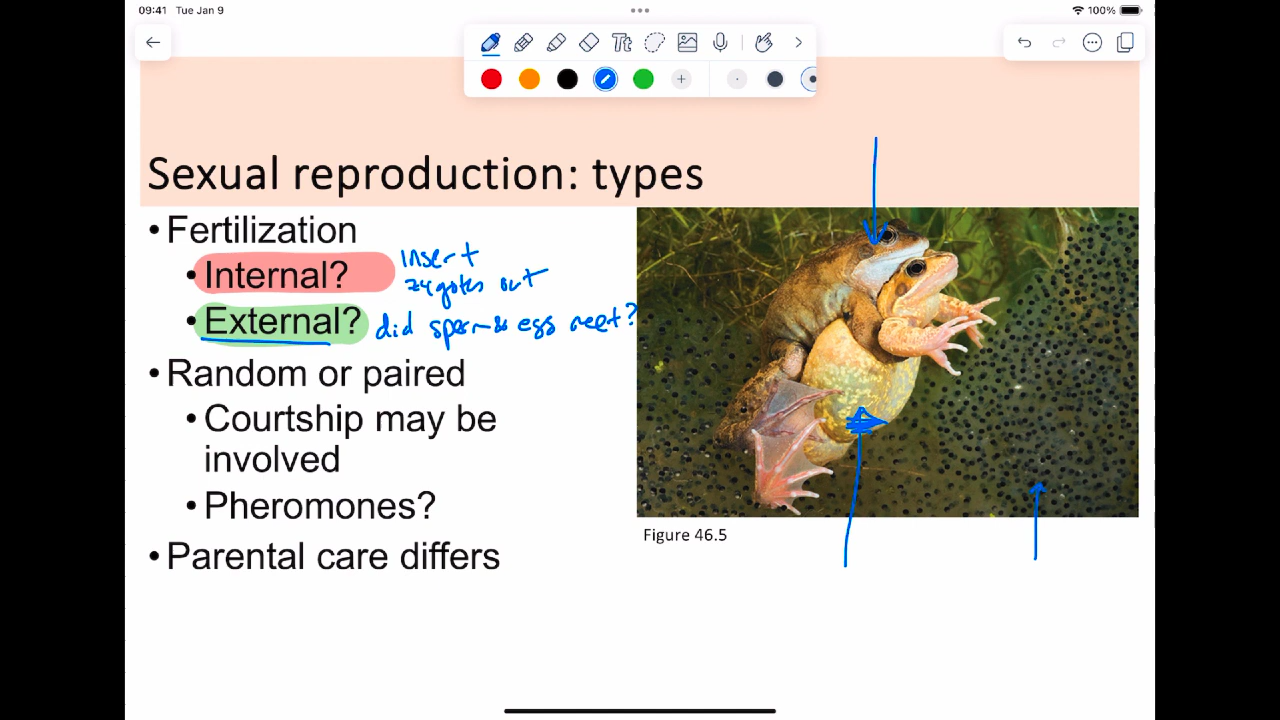 09:41 Tue Jan 9
100%
Tt
Sexual reproduction: types
• Fertilization
• Internal? insert
zygotes out
• External? did sperm & egg meet?
• Random or paired
• Courtship may be
involved
• Pheromones?
• Parental care differs
Figure 46.5